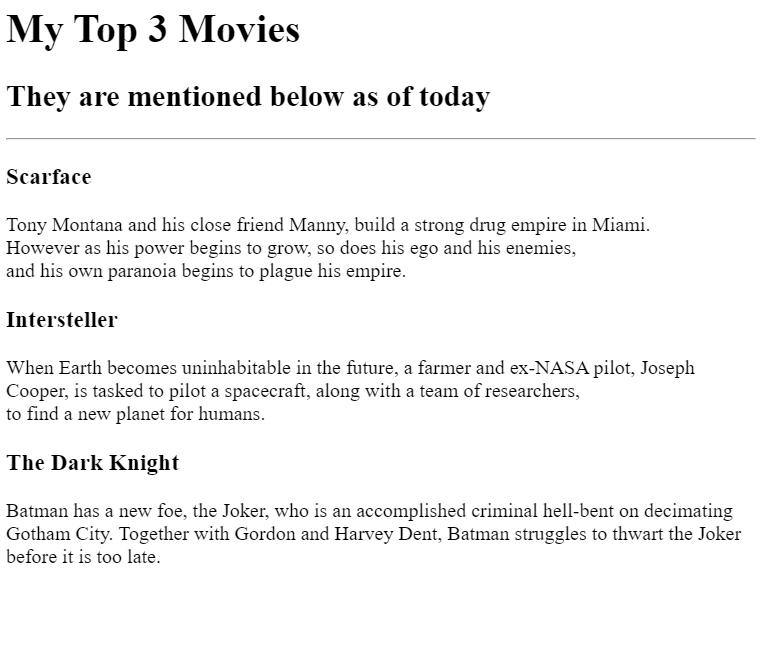 My Top 3 Movies
They are mentioned below as of today
Scarface
Tony Montana and his close friend Manny, build a strong drug empire in Miami.
However as his power begins to grow, so does his ego and his enemies,
and his own paranoia begins to plague his empire.
Intersteller
When Earth becomes uninhabitable in the future, a farmer and ex-NASA pilot, Joseph
Cooper, is tasked to pilot a spacecraft, along with a team of researchers,
to find a new planet for humans.
The Dark Knight
Batman has a new foe, the Joker, who is an accomplished criminal hell-bent on decimating
Gotham City. Together with Gordon and Harvey Dent, Batman struggles to thwart the Joker
before it is too late.